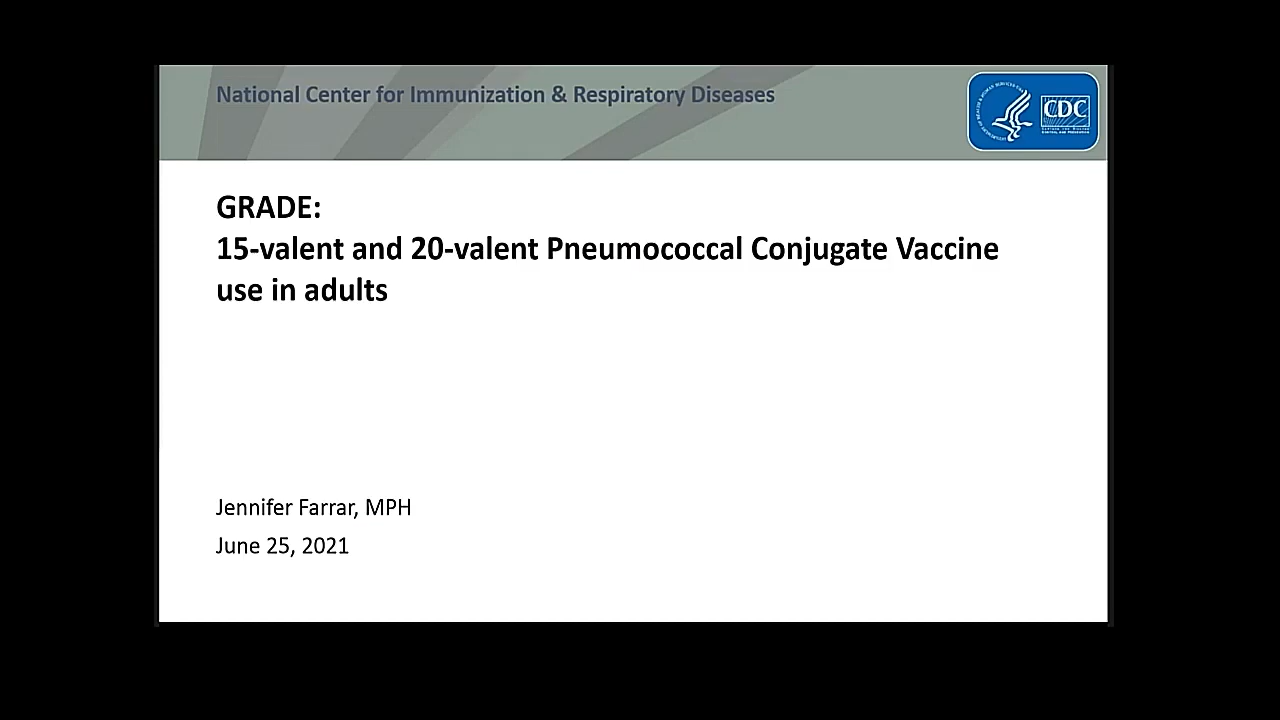 National Center for Immunization & Respiratory Diseases
CDC
GRADE:
15-valent and 20-valent Pneumococcal Conjugate Vaccine
use in adults
Jennifer Farrar, MPH
June 25, 2021